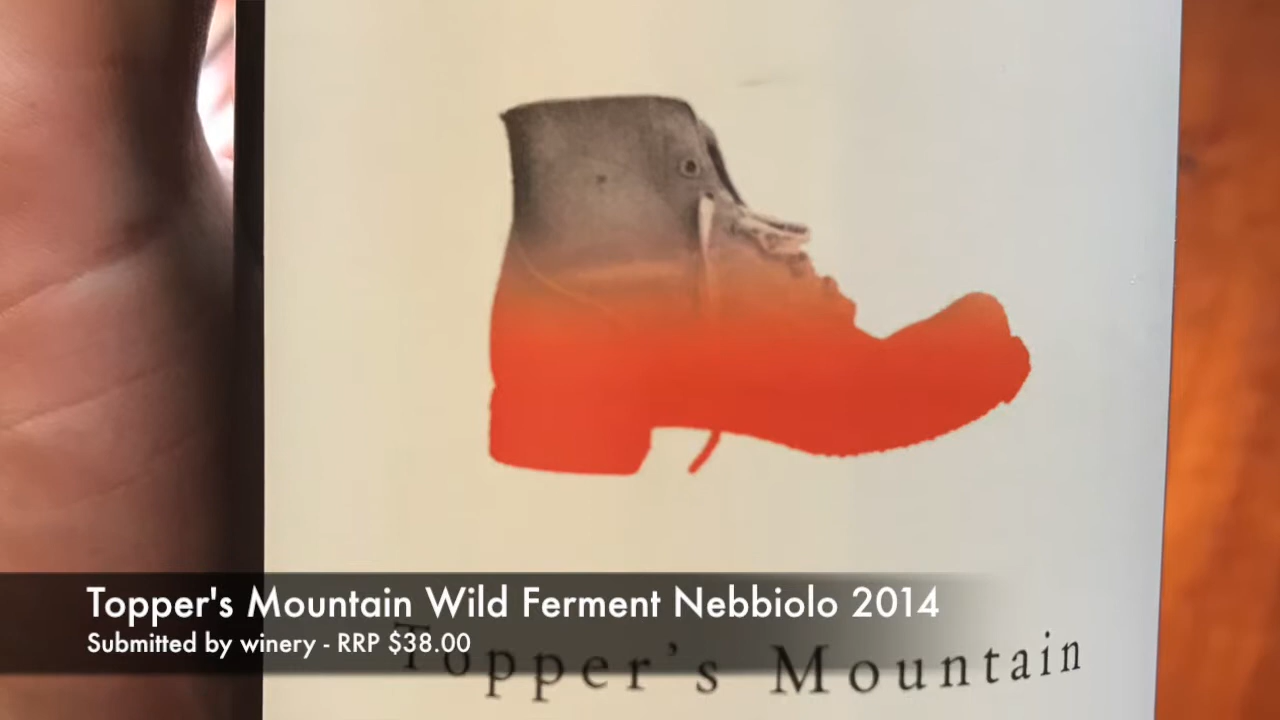 Topper's Mountain Wild Ferment Nebbiolo 2014
Submitted by winery - RRP $38.00
Topper's Mountain